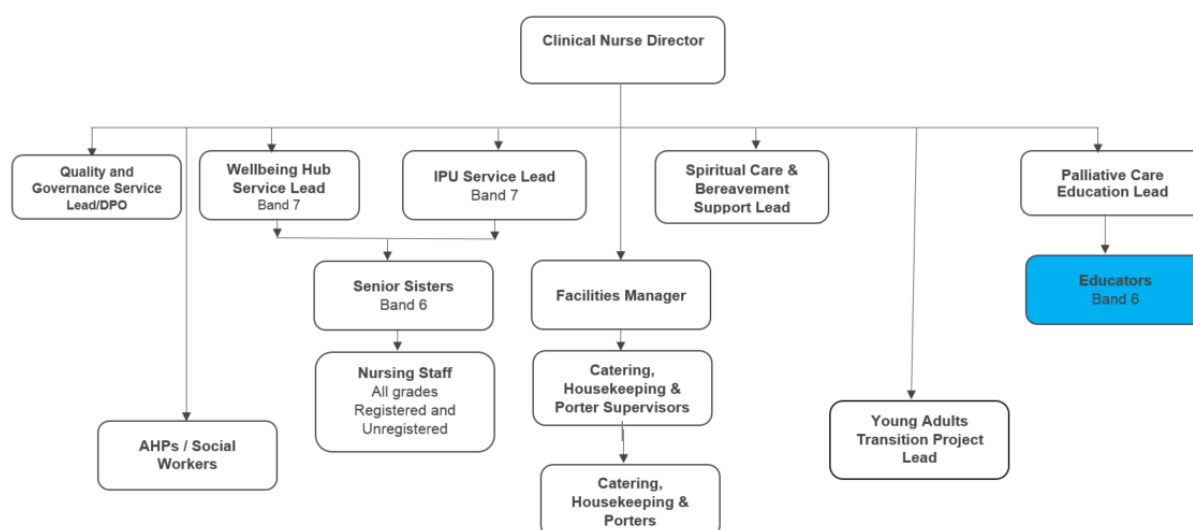 Clinical Nurse Director
Quality and
Governance Service
Lead/DPO
Wellbeing Hub
Service Lead
Band 7
IPU Service Lead
Band 7
Spiritual Care &
Bereavement
Support Lead
Palliative Care
Education Lead
Senior Sisters
Band 6
Facilities Manager
Educators
Band 6
Nursing Staff
All grades
Registered and
Unregistered
Catering,
Housekeeping &
Porter Supervisors
AHPs / Social
Workers
Young Adults
Transition Project
Lead
Catering,
Housekeeping &
Porters